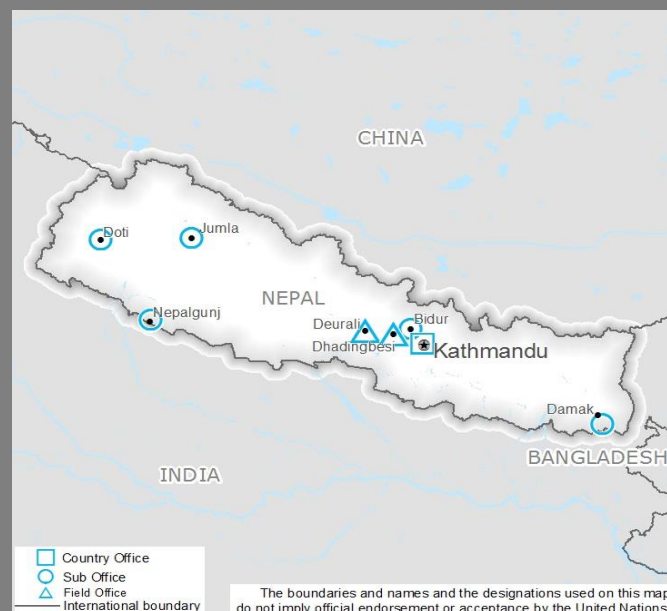 CHINA
Doti
Jumla
NEPAL
Nepalgunj
Deurali
Bidur
Dhadingbesi
Kathmandu
Damak
BANGLADESH
INDIA
Country Office
Sub Office
Field Office
International boundary
The boundaries and names and the designations used on this map
do not imply official endorsement or acceptance by the United Nations